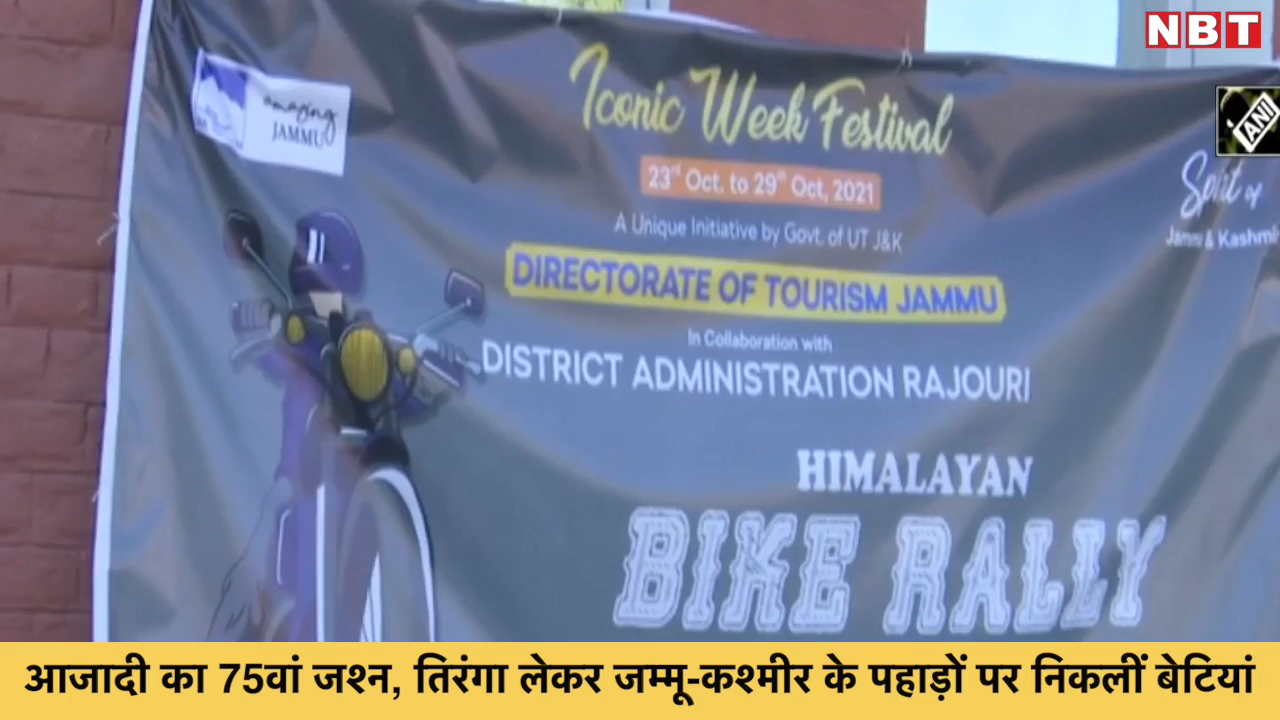 NBT
ANI
amazing
JAMMU
Iconic Week Festival
23rd Oct. to 29th Oct, 2021
A Unique Initiative by Govt. of UT J&K
Spirit of
Jammu & Kashmir
DIRECTORATE OF TOURISM JAMMU
In Collaboration with
DISTRICT ADMINISTRATION RAJOURI
HIMALAYAN
BIKE RALLY
आजादी का 75वां जश्न, तिरंगा लेकर जम्मू-कश्मीर के पहाड़ों पर निकलीं बेटियां